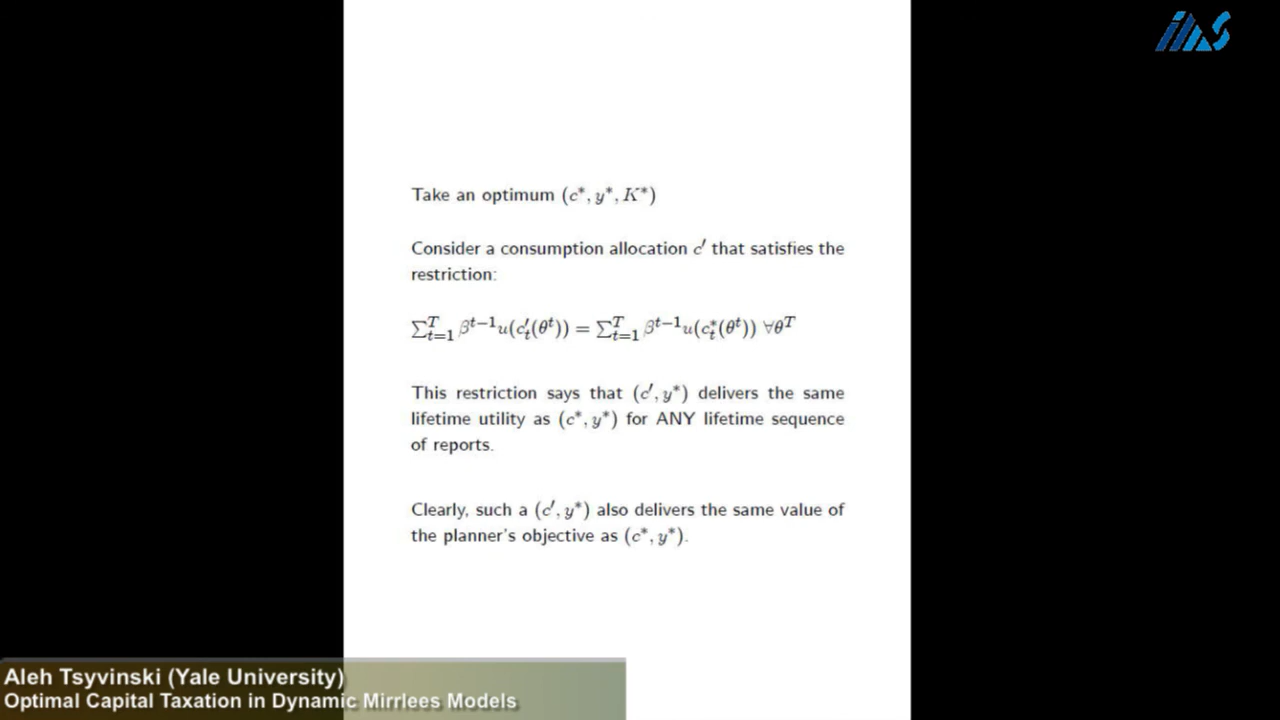 iias
Take an optimum (c*, y*, K*)
Consider a consumption allocation c′ that satisfies the
restriction:
∑_{t=1}^{T} β^{t−1}u(c′_t(θ^t)) = ∑_{t=1}^{T} β^{t−1}u(c*_t(θ^t)) ∀θ^T
This restriction says that (c′, y*) delivers the same
lifetime utility as (c*, y*) for ANY lifetime sequence
of reports.
Clearly, such a (c′, y*) also delivers the same value of
the planner's objective as (c*, y*).
Aleh Tsyvinski (Yale University)
Optimal Capital Taxation in Dynamic Mirrlees Models